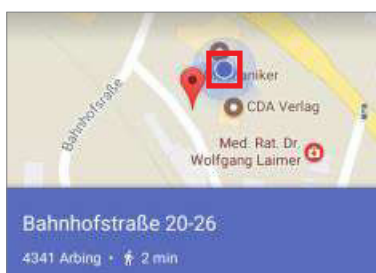 Bahnhofstraße
aniker
CDA Verlag
Med. Rat. Dr.
Wolfgang Laimer
Bahnhofstraße 20-26
4341 Arbing • 2 min